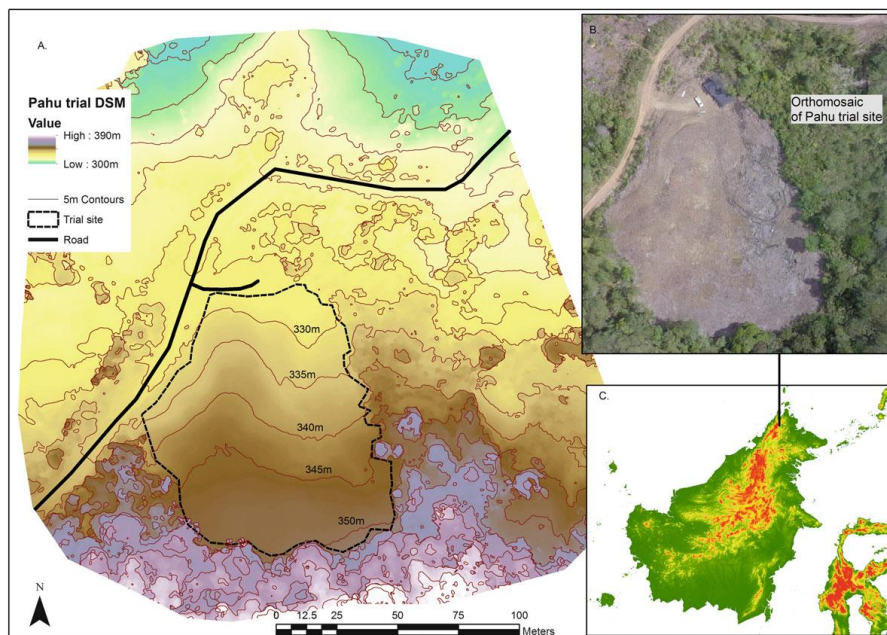 A.
Pahu trial DSM
Value
High : 390m
Low : 300m
5m Contours
Trial site
Road
330m
335m
340m
345m
350m
N
0 12.5 25 50 75 100
Meters
B.
Orthomosaic
of Pahu trial site
C.